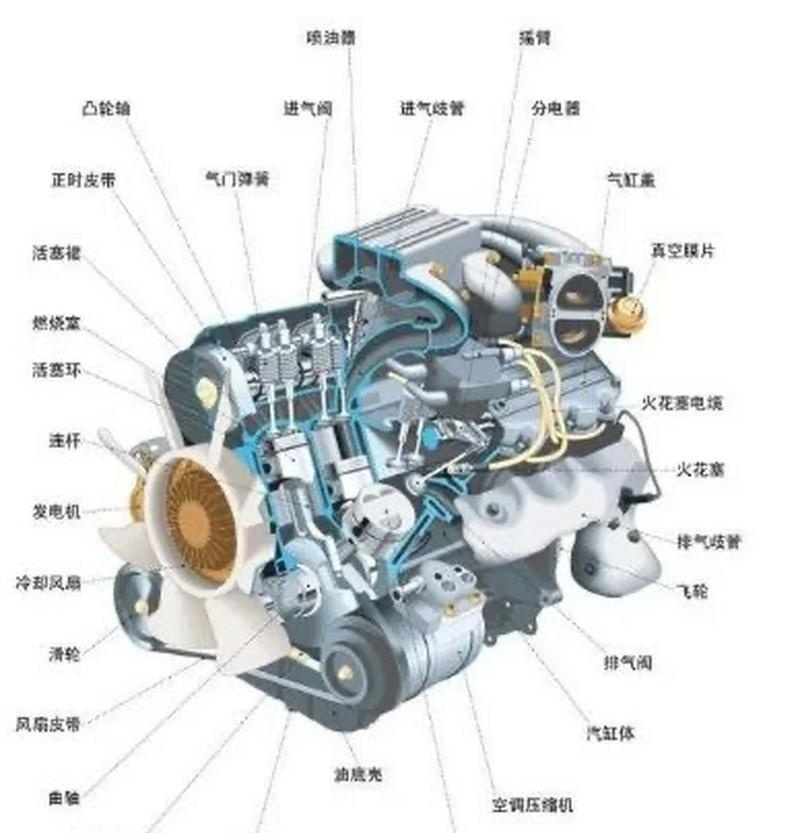 喷油器
摇臂
凸轮轴
进气阀
进气歧管
分电器
正时皮带
气门弹簧
气缸盖
活塞裙
真空膜片
燃烧室
活塞环
火花塞电缆
连杆
火花塞
发电机
排气歧管
冷却风扇
飞轮
滑轮
排气阀
风扇皮带
汽缸体
油底壳
曲轴
空调压缩机